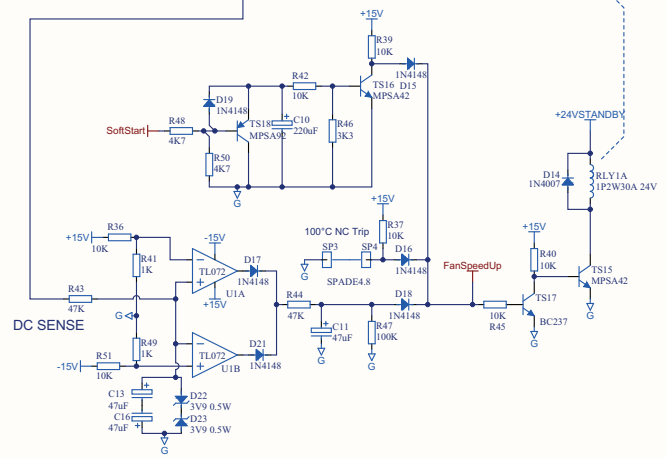 +15V
R39
10K
1N4148
D15
TS16
MPSA42
R42
10K
D19
1N4148
SoftStart
R48
4K7
TS18
MPSA92
C10
220uF
R46
3K3
R50
4K7
G
+24VSTANDBY
D14
1N4007
RLY1A
1P2W30A 24V
+15V
R37
10K
100°C NC Trip
SP3
SP4
SPADE4.8
G
D16
1N4148
R36
+15V
10K
R41
1K
-15V
D17
1N4148
TL072
U1A
+15V
R43
47K
DC SENSE
G
R49
1K
R51
-15V
10K
TL072
U1B
D21
1N4148
R44
47K
C11
47uF
G
R47
100K
G
D18
1N4148
FanSpeedUp
10K
R45
+15V
R40
10K
TS17
BC237
G
TS15
MPSA42
G
C13
47uF
C16
47uF
D22
3V9 0.5W
D23
3V9 0.5W
G